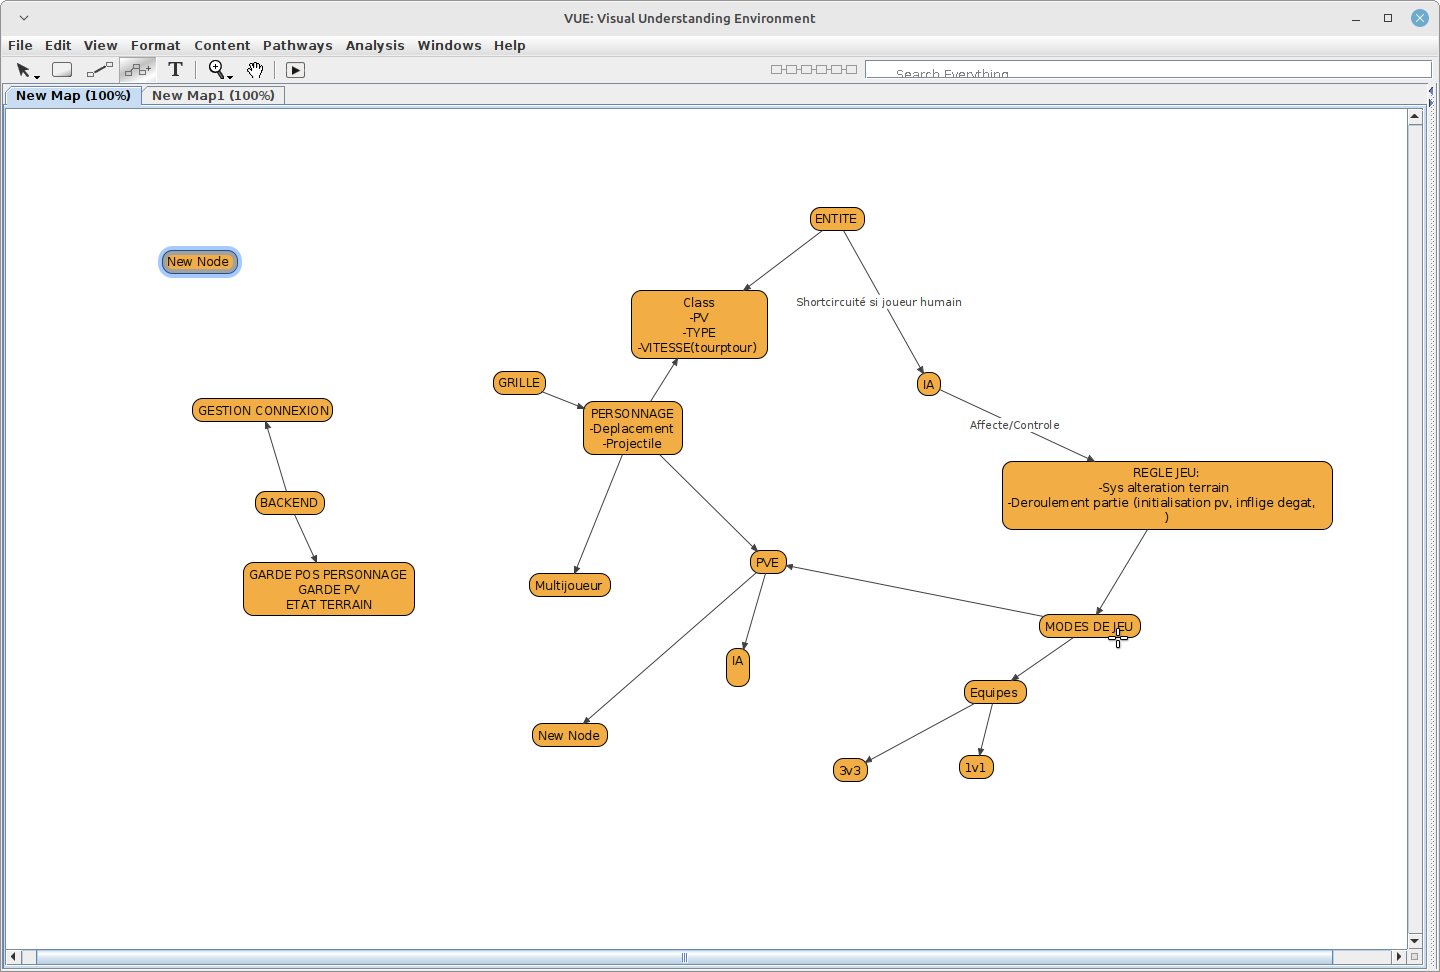 VUE: Visual Understanding Environment
File Edit View Format Content Pathways Analysis Windows Help
T
Search Everything
New Map (100%)
New Map1 (100%)
ENTITE
New Node
Class
-PV
-TYPE
-VITESSE(tourptour)
Shortcircuité si joueur humain
GRILLE
IA
PERSONNAGE
-Deplacement
-Projectile
GESTION CONNEXION
Affecte/Controle
REGLE JEU:
-Sys alteration terrain
-Deroulement partie (initialisation pv, inflige degat,
)
BACKEND
GARDE POS PERSONNAGE
GARDE PV
ETAT TERRAIN
Multijoueur
PVE
MODES DE JEU
IA
Equipes
New Node
3v3
1v1